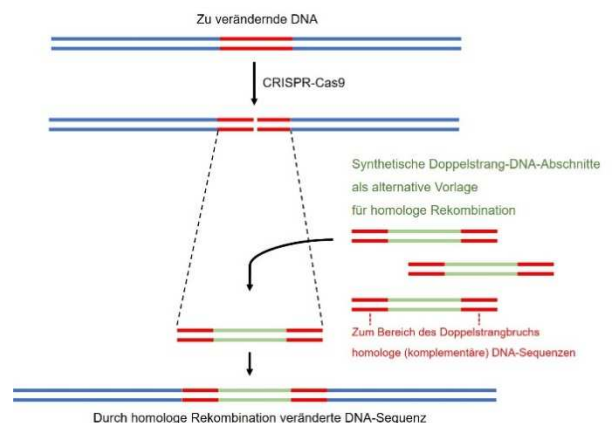 Zu verändernde DNA
CRISPR-Cas9
Synthetische Doppelstrang-DNA-Abschnitte
als alternative Vorlage
für homologe Rekombination
Zum Bereich des Doppelstrangbruchs
homologe (komplementäre) DNA-Sequenzen
Durch homologe Rekombination veränderte DNA-Sequenz